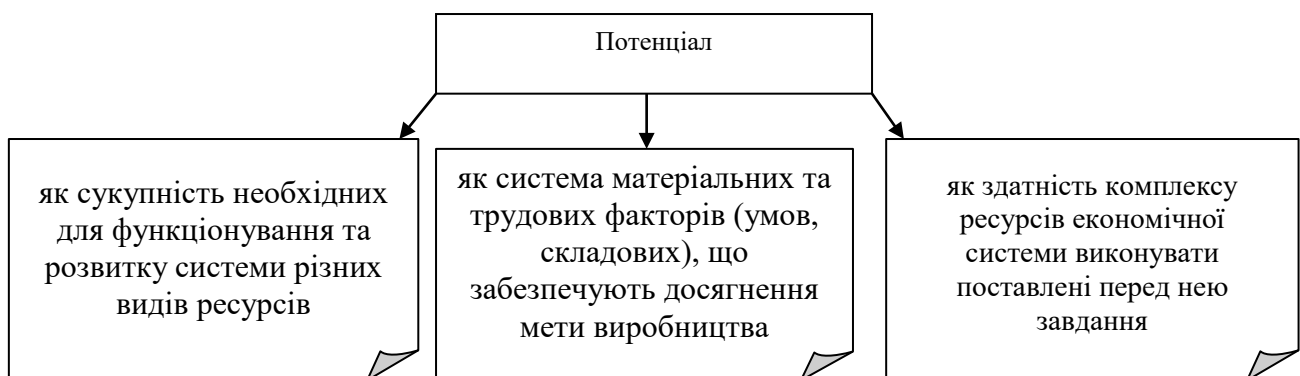 Потенціал
як сукупність необхідних
для функціонування та
розвитку системи різних
видів ресурсів
як система матеріальних та
трудових факторів (умов,
складових), що
забезпечують досягнення
мети виробництва
як здатність комплексу
ресурсів економічної
системи виконувати
поставлені перед нею
завдання